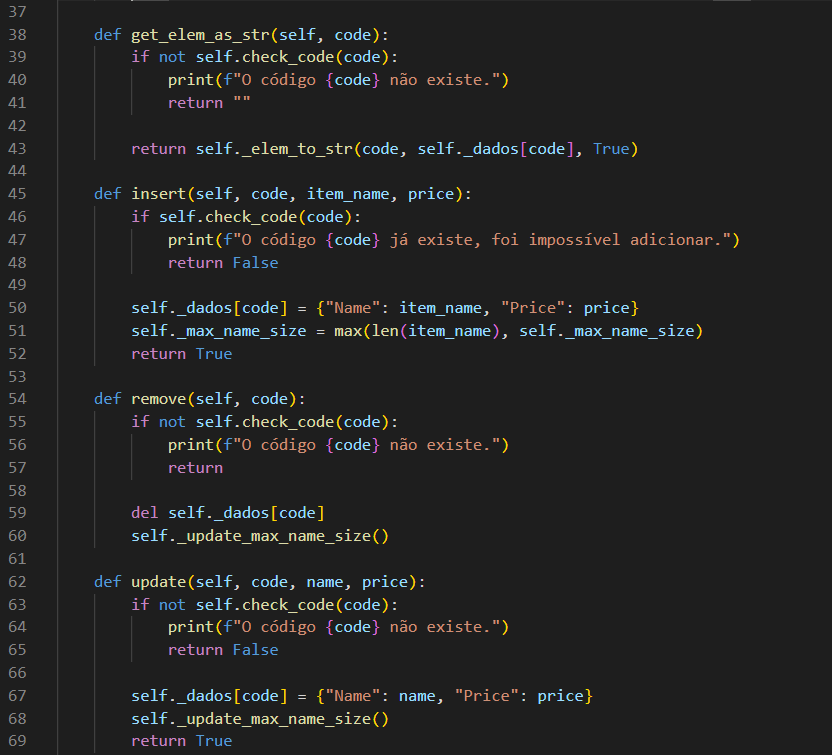 37
38 def get_elem_as_str(self, code):
39 if not self.check_code(code):
40 print(f"O código {code} não existe.")
41 return ""
42
43 return self._elem_to_str(code, self._dados[code], True)
44
45 def insert(self, code, item_name, price):
46 if self.check_code(code):
47 print(f"O código {code} já existe, foi impossível adicionar.")
48 return False
49
50 self._dados[code] = {"Name": item_name, "Price": price}
51 self._max_name_size = max(len(item_name), self._max_name_size)
52 return True
53
54 def remove(self, code):
55 if not self.check_code(code):
56 print(f"O código {code} não existe.")
57 return
58
59 del self._dados[code]
60 self._update_max_name_size()
61
62 def update(self, code, name, price):
63 if not self.check_code(code):
64 print(f"O código {code} não existe.")
65 return False
66
67 self._dados[code] = {"Name": name, "Price": price}
68 self._update_max_name_size()
69 return True